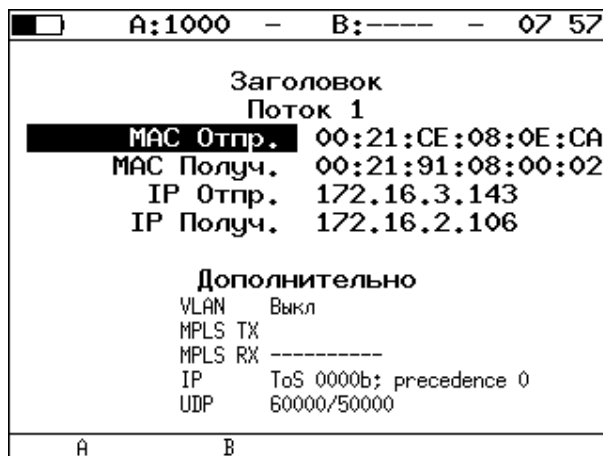 A:1000 – B:---- – 07 57
Заголовок
Поток 1
MAC Отпр. 00:21:CE:08:0E:CA
MAC Получ. 00:21:91:08:00:02
IP Отпр. 172.16.3.143
IP Получ. 172.16.2.106
Дополнительно
VLAN Выкл
MPLS TX
MPLS RX ----------
IP ToS 0000b; precedence 0
UDP 60000/50000
A B